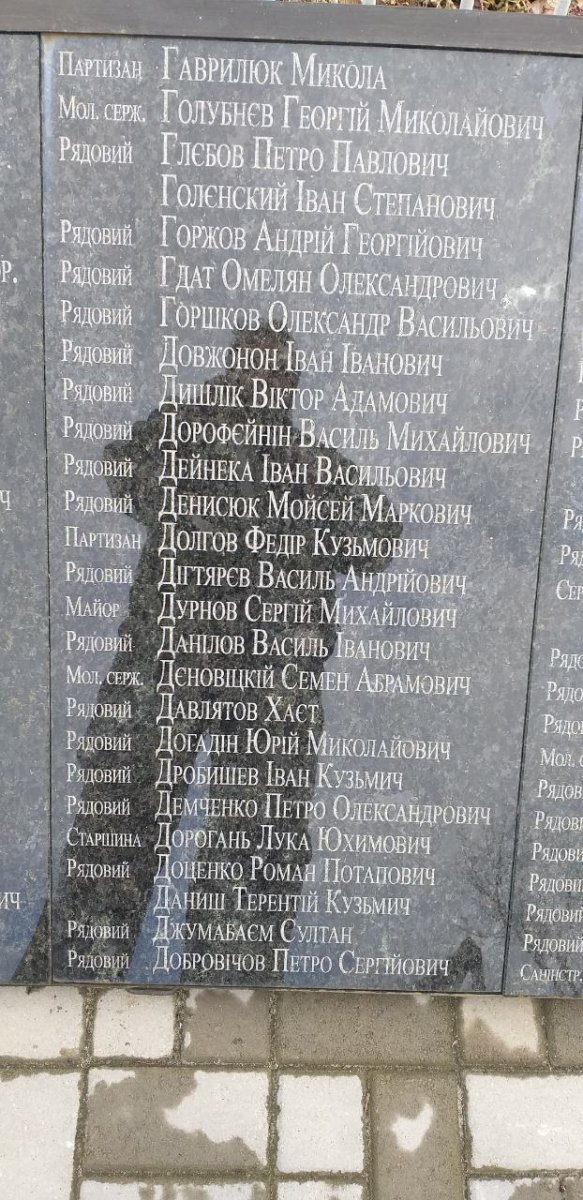 Партизан Гаврилюк Микола
Мол. серж. Голубнєв Георгій Миколайович
Рядовий Глєбов Петро Павлович
Голєнский Іван Степанович
Рядовий Горжов Андрій Георгійович
Рядовий Гдат Омелян Олександрович
Рядовий Горшков Олександр Васильович
Рядовий Довжонон Іван Іванович
Рядовий Дишлік Віктор Адамович
Рядовий Дорофєйнін Василь Михайлович
Рядовий Дейнека Іван Васильович
Рядовий Денисюк Мойсей Маркович
Партизан Долгов Федір Кузьмович
Рядовий Дігтярєв Василь Андрійович
Майор Дурнов Сергій Михайлович
Рядовий Данілов Василь Іванович
Мол. серж. Дєновщкій Семен Абрамович
Рядовий Давлятов Хаєт
Рядовий Догадін Юрій Миколайович
Рядовий Дробишев Іван Кузьмич
Рядовий Демченко Петро Олександрович
Старшина Дорогань Лука Юхимович
Рядовий Доценко Роман Потапович
Даниш Терентій Кузьмич
Рядовий Джумабаєм Султан
Рядовий Добровічов Петро Сергійович